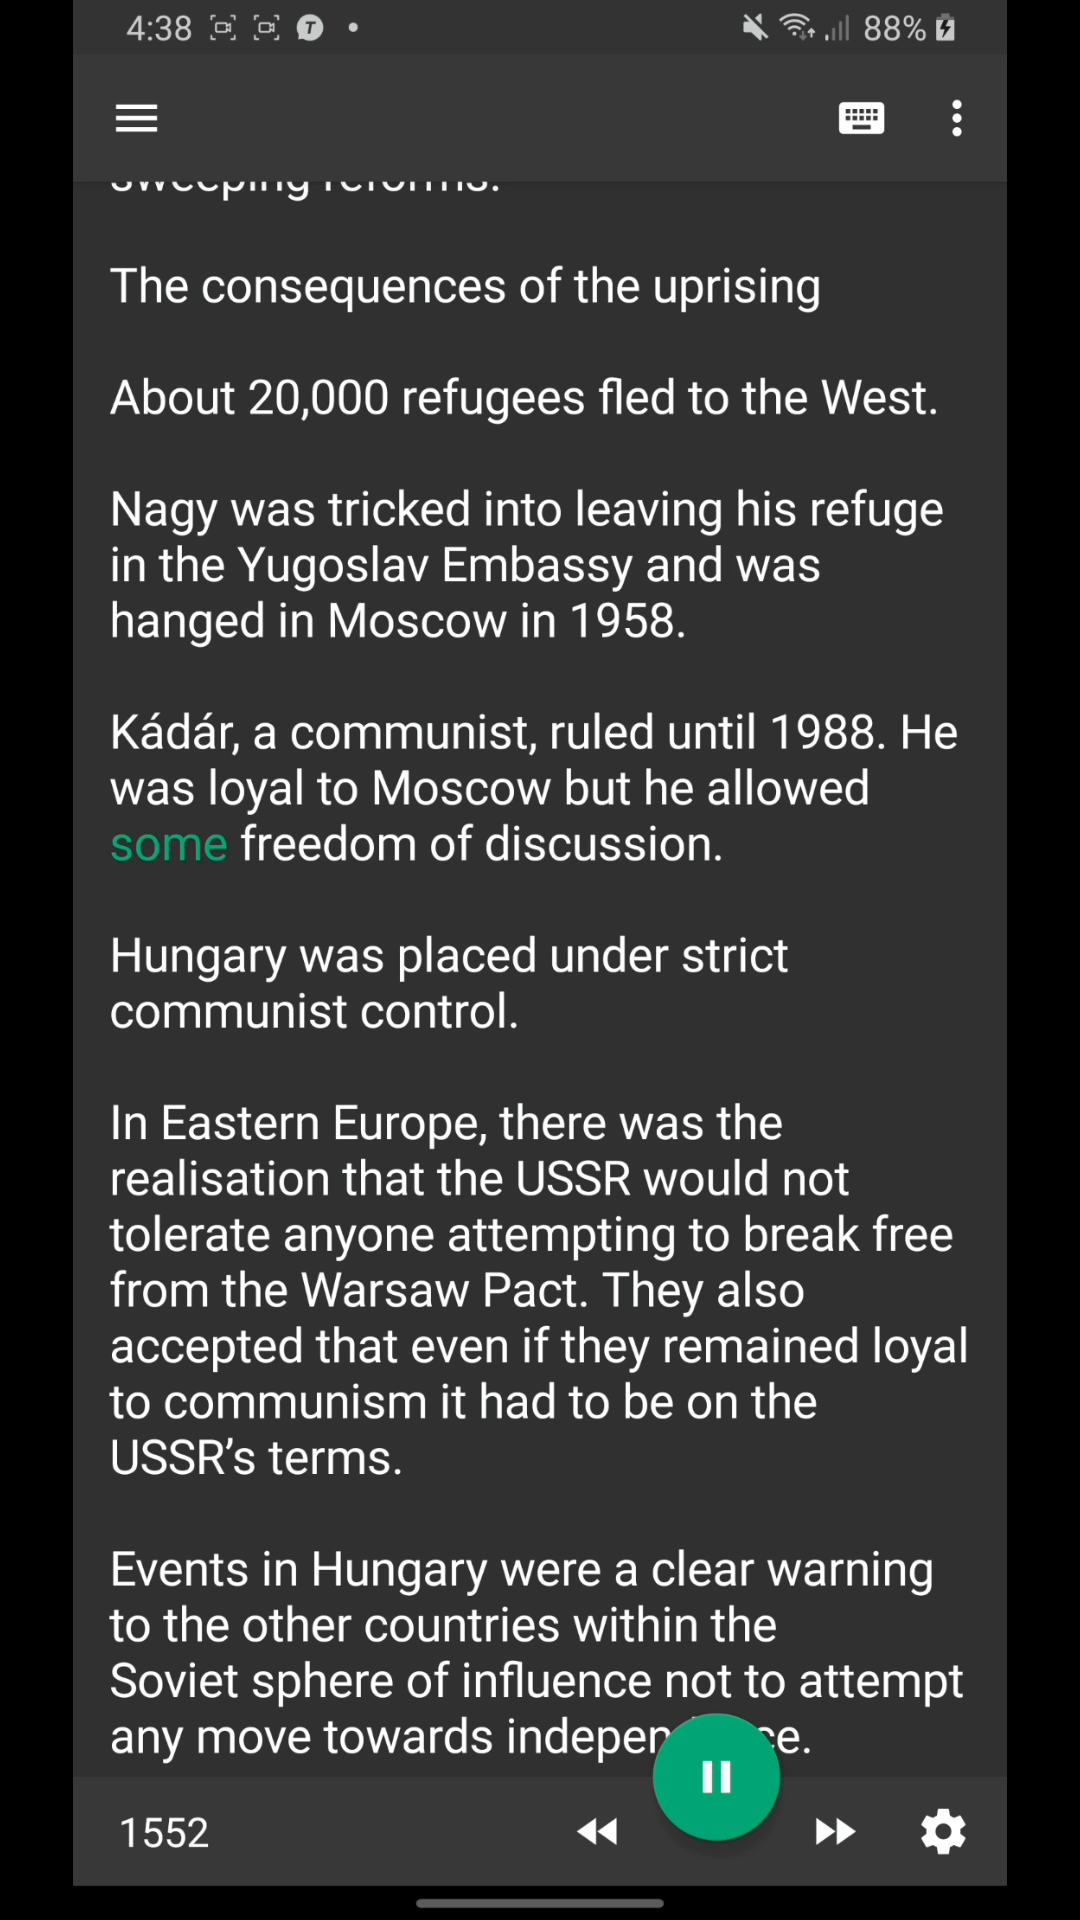 4:38
88%
sweeping reforms.
The consequences of the uprising
About 20,000 refugees fled to the West.
Nagy was tricked into leaving his refuge
in the Yugoslav Embassy and was
hanged in Moscow in 1958.
Kádár, a communist, ruled until 1988. He
was loyal to Moscow but he allowed
some freedom of discussion.
Hungary was placed under strict
communist control.
In Eastern Europe, there was the
realisation that the USSR would not
tolerate anyone attempting to break free
from the Warsaw Pact. They also
accepted that even if they remained loyal
to communism it had to be on the
USSR’s terms.
Events in Hungary were a clear warning
to the other countries within the
Soviet sphere of influence not to attempt
any move towards independence.
1552